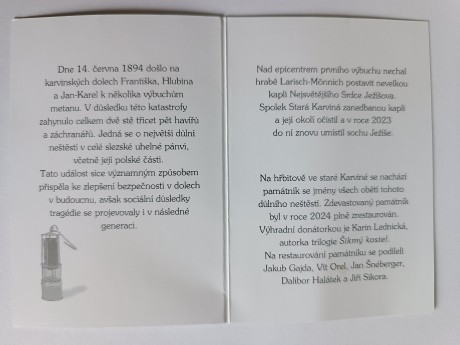 Dne 14. června 1894 došlo na
karvinských dolech Františka, Hlubina
a Jan-Karel k několika výbuchům
metanu. V důsledku této katastrofy
zahynulo celkem dvě stě třicet pět havířů
a záchranářů. Jedná se o největší důlní
neštěstí v celé slezské uhelné pánvi,
včetně její polské části.
Tato událost sice významným způsobem
přispěla ke zlepšení bezpečnosti v dolech
v budoucnu, avšak sociální důsledky
tragédie se projevovaly i v následné
generaci.
Nad epicentrem prvního výbuchu nechal
hrabě Larisch-Mönnich postavit nevelkou
kapli Nejsvětějšího Srdce Ježíšova.
Spolek Stará Karviná zanedbanou kapli
a její okolí očistil a v roce 2023
do ní znovu umístil sochu Ježíše.
Na hřbitově ve staré Karviné se nachází
památník se jmény všech obětí tohoto
důlního neštěstí. Zdevastovaný památník
byl v roce 2024 plně zrestaurován.
Výhradní donátorkou je Karin Lednická,
autorka trilogie Šikmý kostel.
Na restaurování památníku se podíleli
Jakub Gajda, Vít Orel, Jan Šnéberger,
Dalibor Halátek a Jiří Sikora.